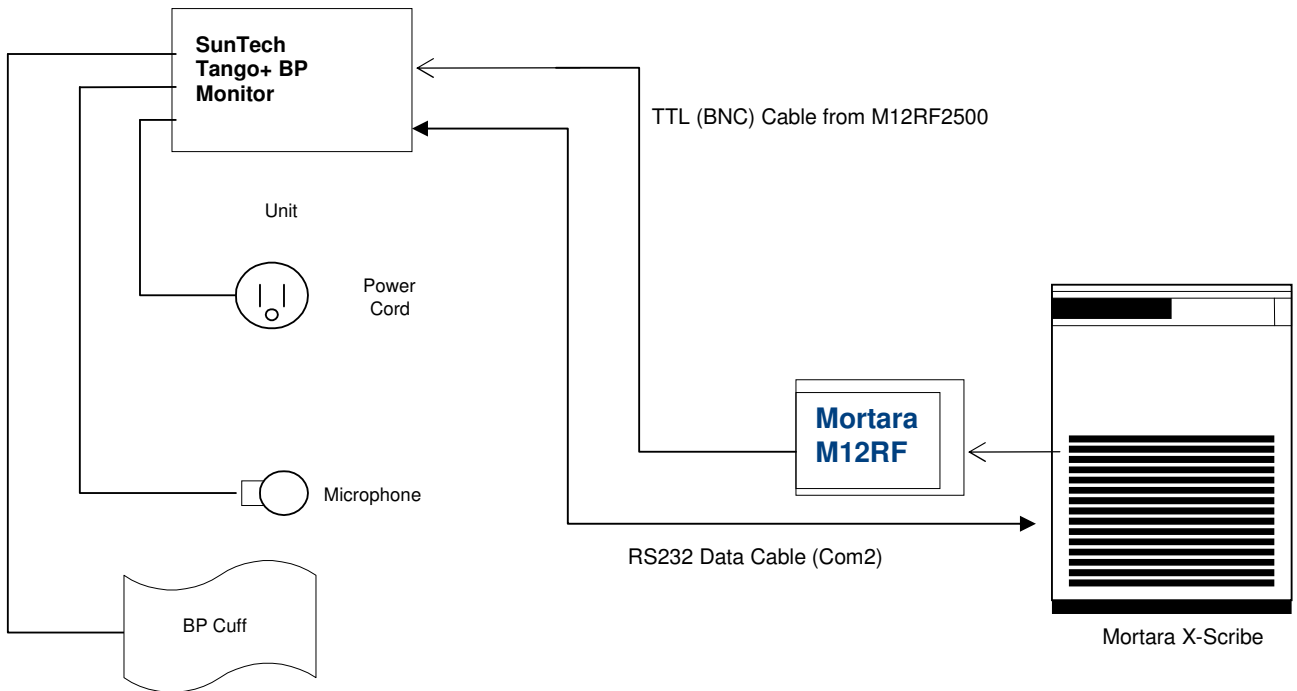 SunTech
Tango+ BP
Monitor
TTL (BNC) Cable from M12RF2500
Unit
Power
Cord
Mortara
M12RF
Microphone
RS232 Data Cable (Com2)
BP Cuff
Mortara X-Scribe